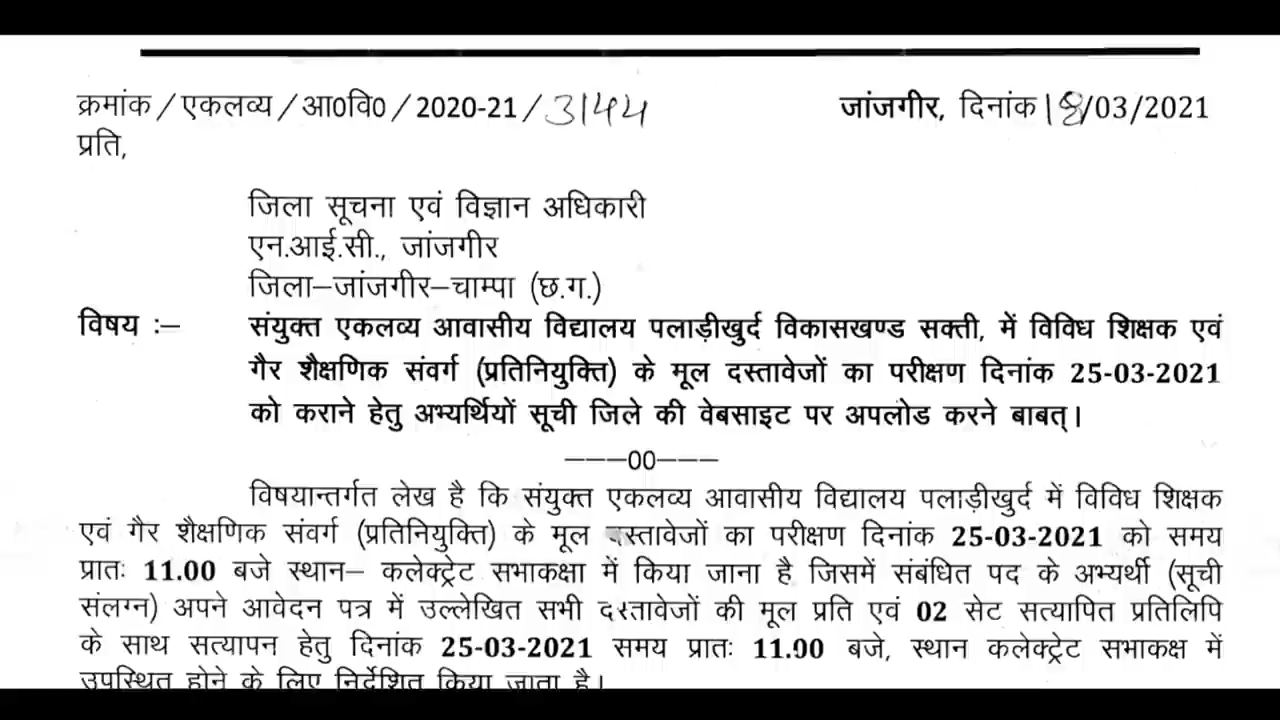 क्रमांक/एकलव्य/आ0वि0/2020-21/3144 जांजगीर, दिनांक 18/03/2021
प्रति,
जिला सूचना एवं विज्ञान अधिकारी
एन.आई.सी., जांजगीर
जिला–जांजगीर–चाम्पा (छ.ग.)
विषय :– संयुक्त एकलव्य आवासीय विद्यालय पलाड़ीखुर्द विकासखण्ड सक्ती, में विविध शिक्षक एवं
गैर शैक्षणिक संवर्ग (प्रतिनियुक्ति) के मूल दस्तावेजों का परीक्षण दिनांक 25-03-2021
को कराने हेतु अभ्यर्थियों सूची जिले की वेबसाइट पर अपलोड करने बाबत्।
–––00–––
विषयान्तर्गत लेख है कि संयुक्त एकलव्य आवासीय विद्यालय पलाड़ीखुर्द में विविध शिक्षक
एवं गैर शैक्षणिक संवर्ग (प्रतिनियुक्ति) के मूल दस्तावेजों का परीक्षण दिनांक 25-03-2021 को समय
प्रातः 11.00 बजे स्थान– कलेक्ट्रेट सभाकक्षा में किया जाना है जिसमें संबंधित पद के अभ्यर्थी (सूची
संलग्न) अपने आवेदन पत्र में उल्लेखित सभी दस्तावेजों की मूल प्रति एवं 02 सेट सत्यापित प्रतिलिपि
के साथ सत्यापन हेतु दिनांक 25-03-2021 समय प्रातः 11.00 बजे, स्थान कलेक्ट्रेट सभाकक्ष में
उपस्थित होने के लिए निर्देशित किया जाता है।